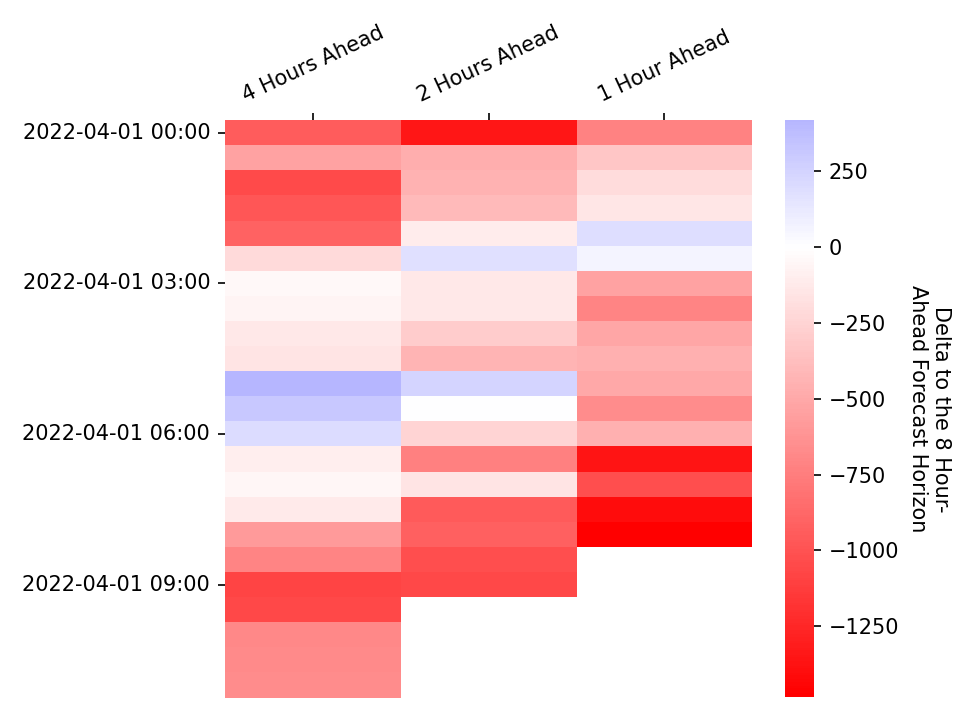 4 Hours Ahead
2 Hours Ahead
1 Hour Ahead
2022-04-01 00:00
2022-04-01 03:00
2022-04-01 06:00
2022-04-01 09:00
250
0
−250
−500
−750
−1000
−1250
Delta to the 8 Hour-
Ahead Forecast Horizon